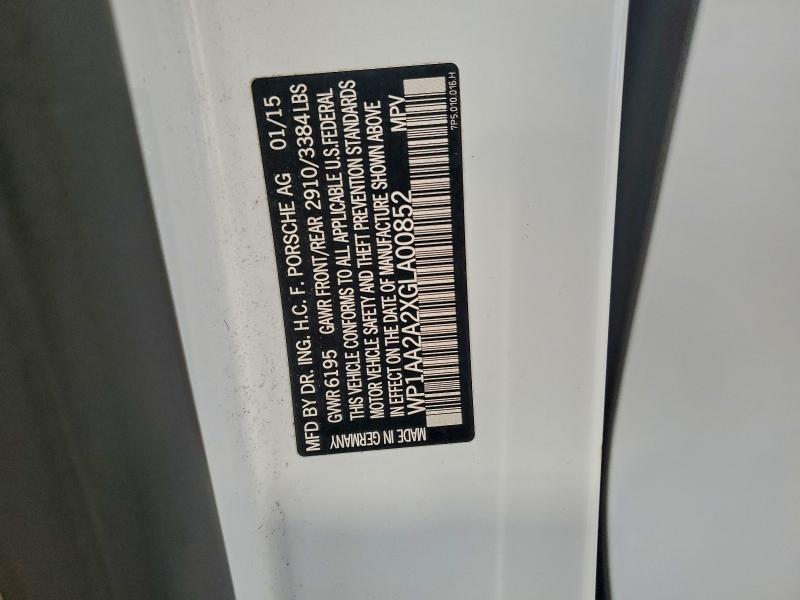 MFD BY DR. ING. H.C. F. PORSCHE AG 01/15
GVWR 6195 GAWR FRONT/REAR 2910/3384 LBS
THIS VEHICLE CONFORMS TO ALL APPLICABLE U.S.FEDERAL
MOTOR VEHICLE SAFETY AND THEFT PREVENTION STANDARDS
IN EFFECT ON THE DATE OF MANUFACTURE SHOWN ABOVE
WP1AA2A2XGLA00852 MPV
MADE IN GERMANY
7P5.010.016.H